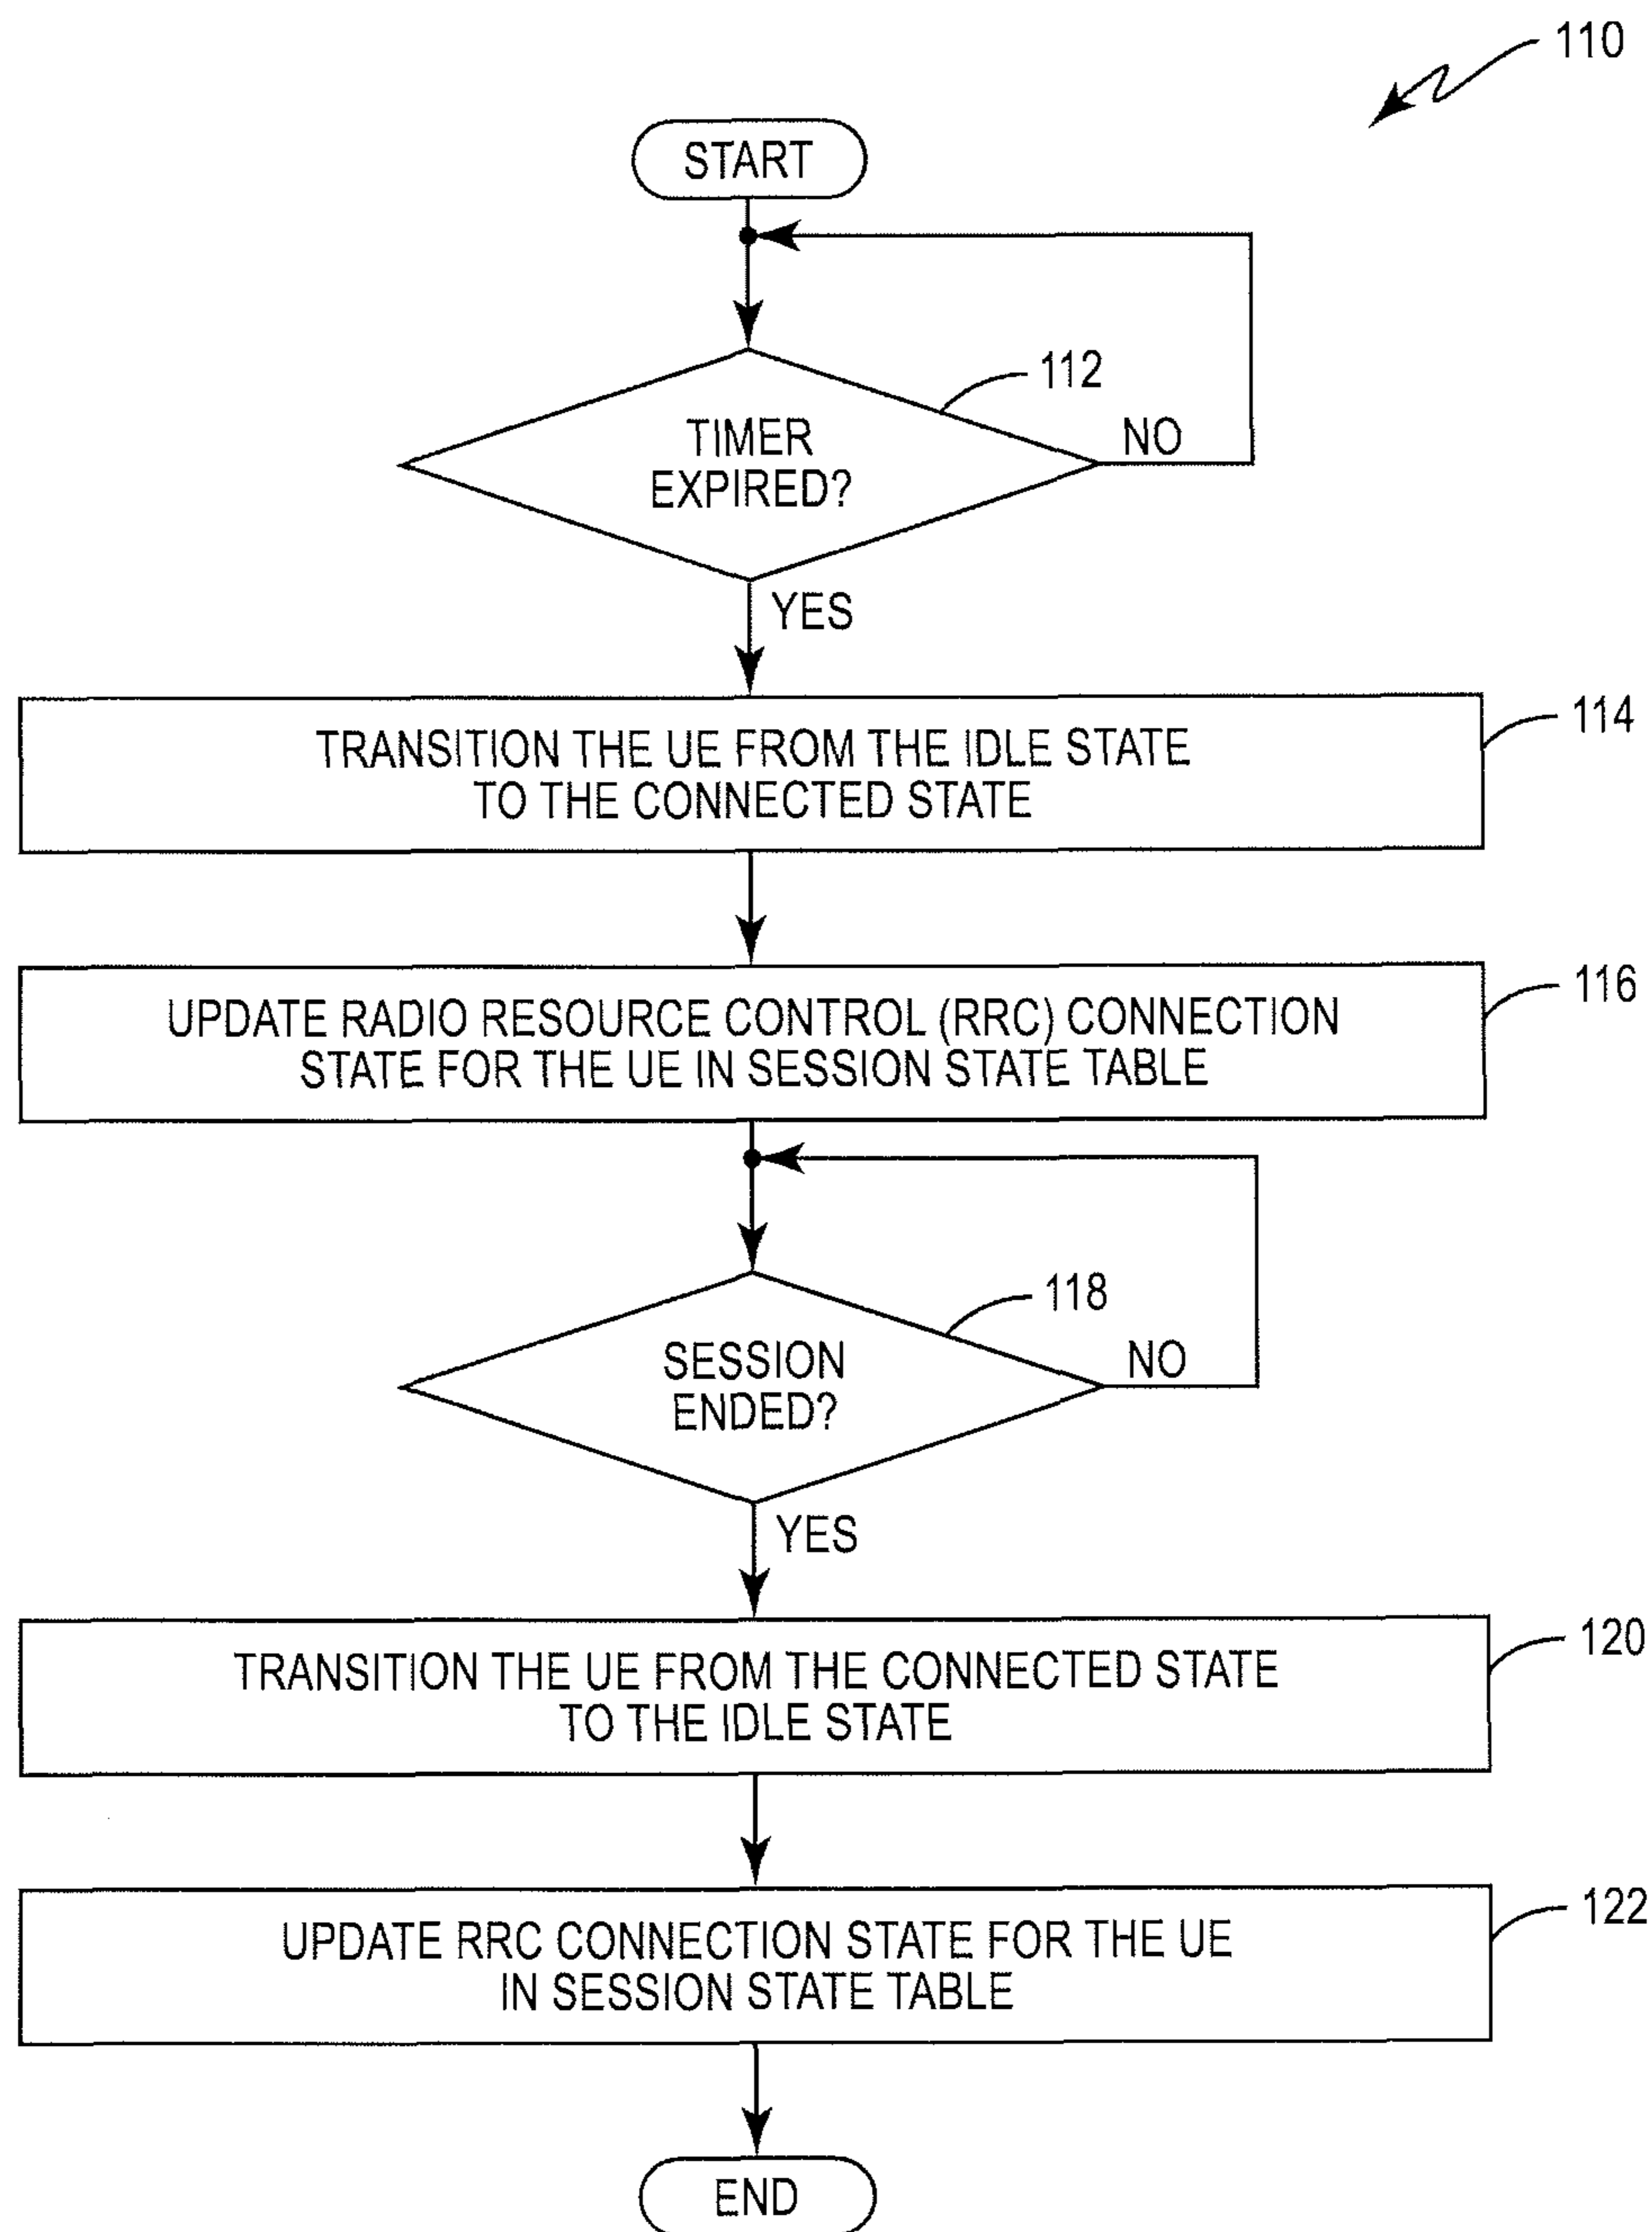 110
START
112
TIMER
EXPIRED?
NO
YES
114
TRANSITION THE UE FROM THE IDLE STATE
TO THE CONNECTED STATE
116
UPDATE RADIO RESOURCE CONTROL (RRC) CONNECTION
STATE FOR THE UE IN SESSION STATE TABLE
118
SESSION
ENDED?
NO
YES
120
TRANSITION THE UE FROM THE CONNECTED STATE
TO THE IDLE STATE
122
UPDATE RRC CONNECTION STATE FOR THE UE
IN SESSION STATE TABLE
END